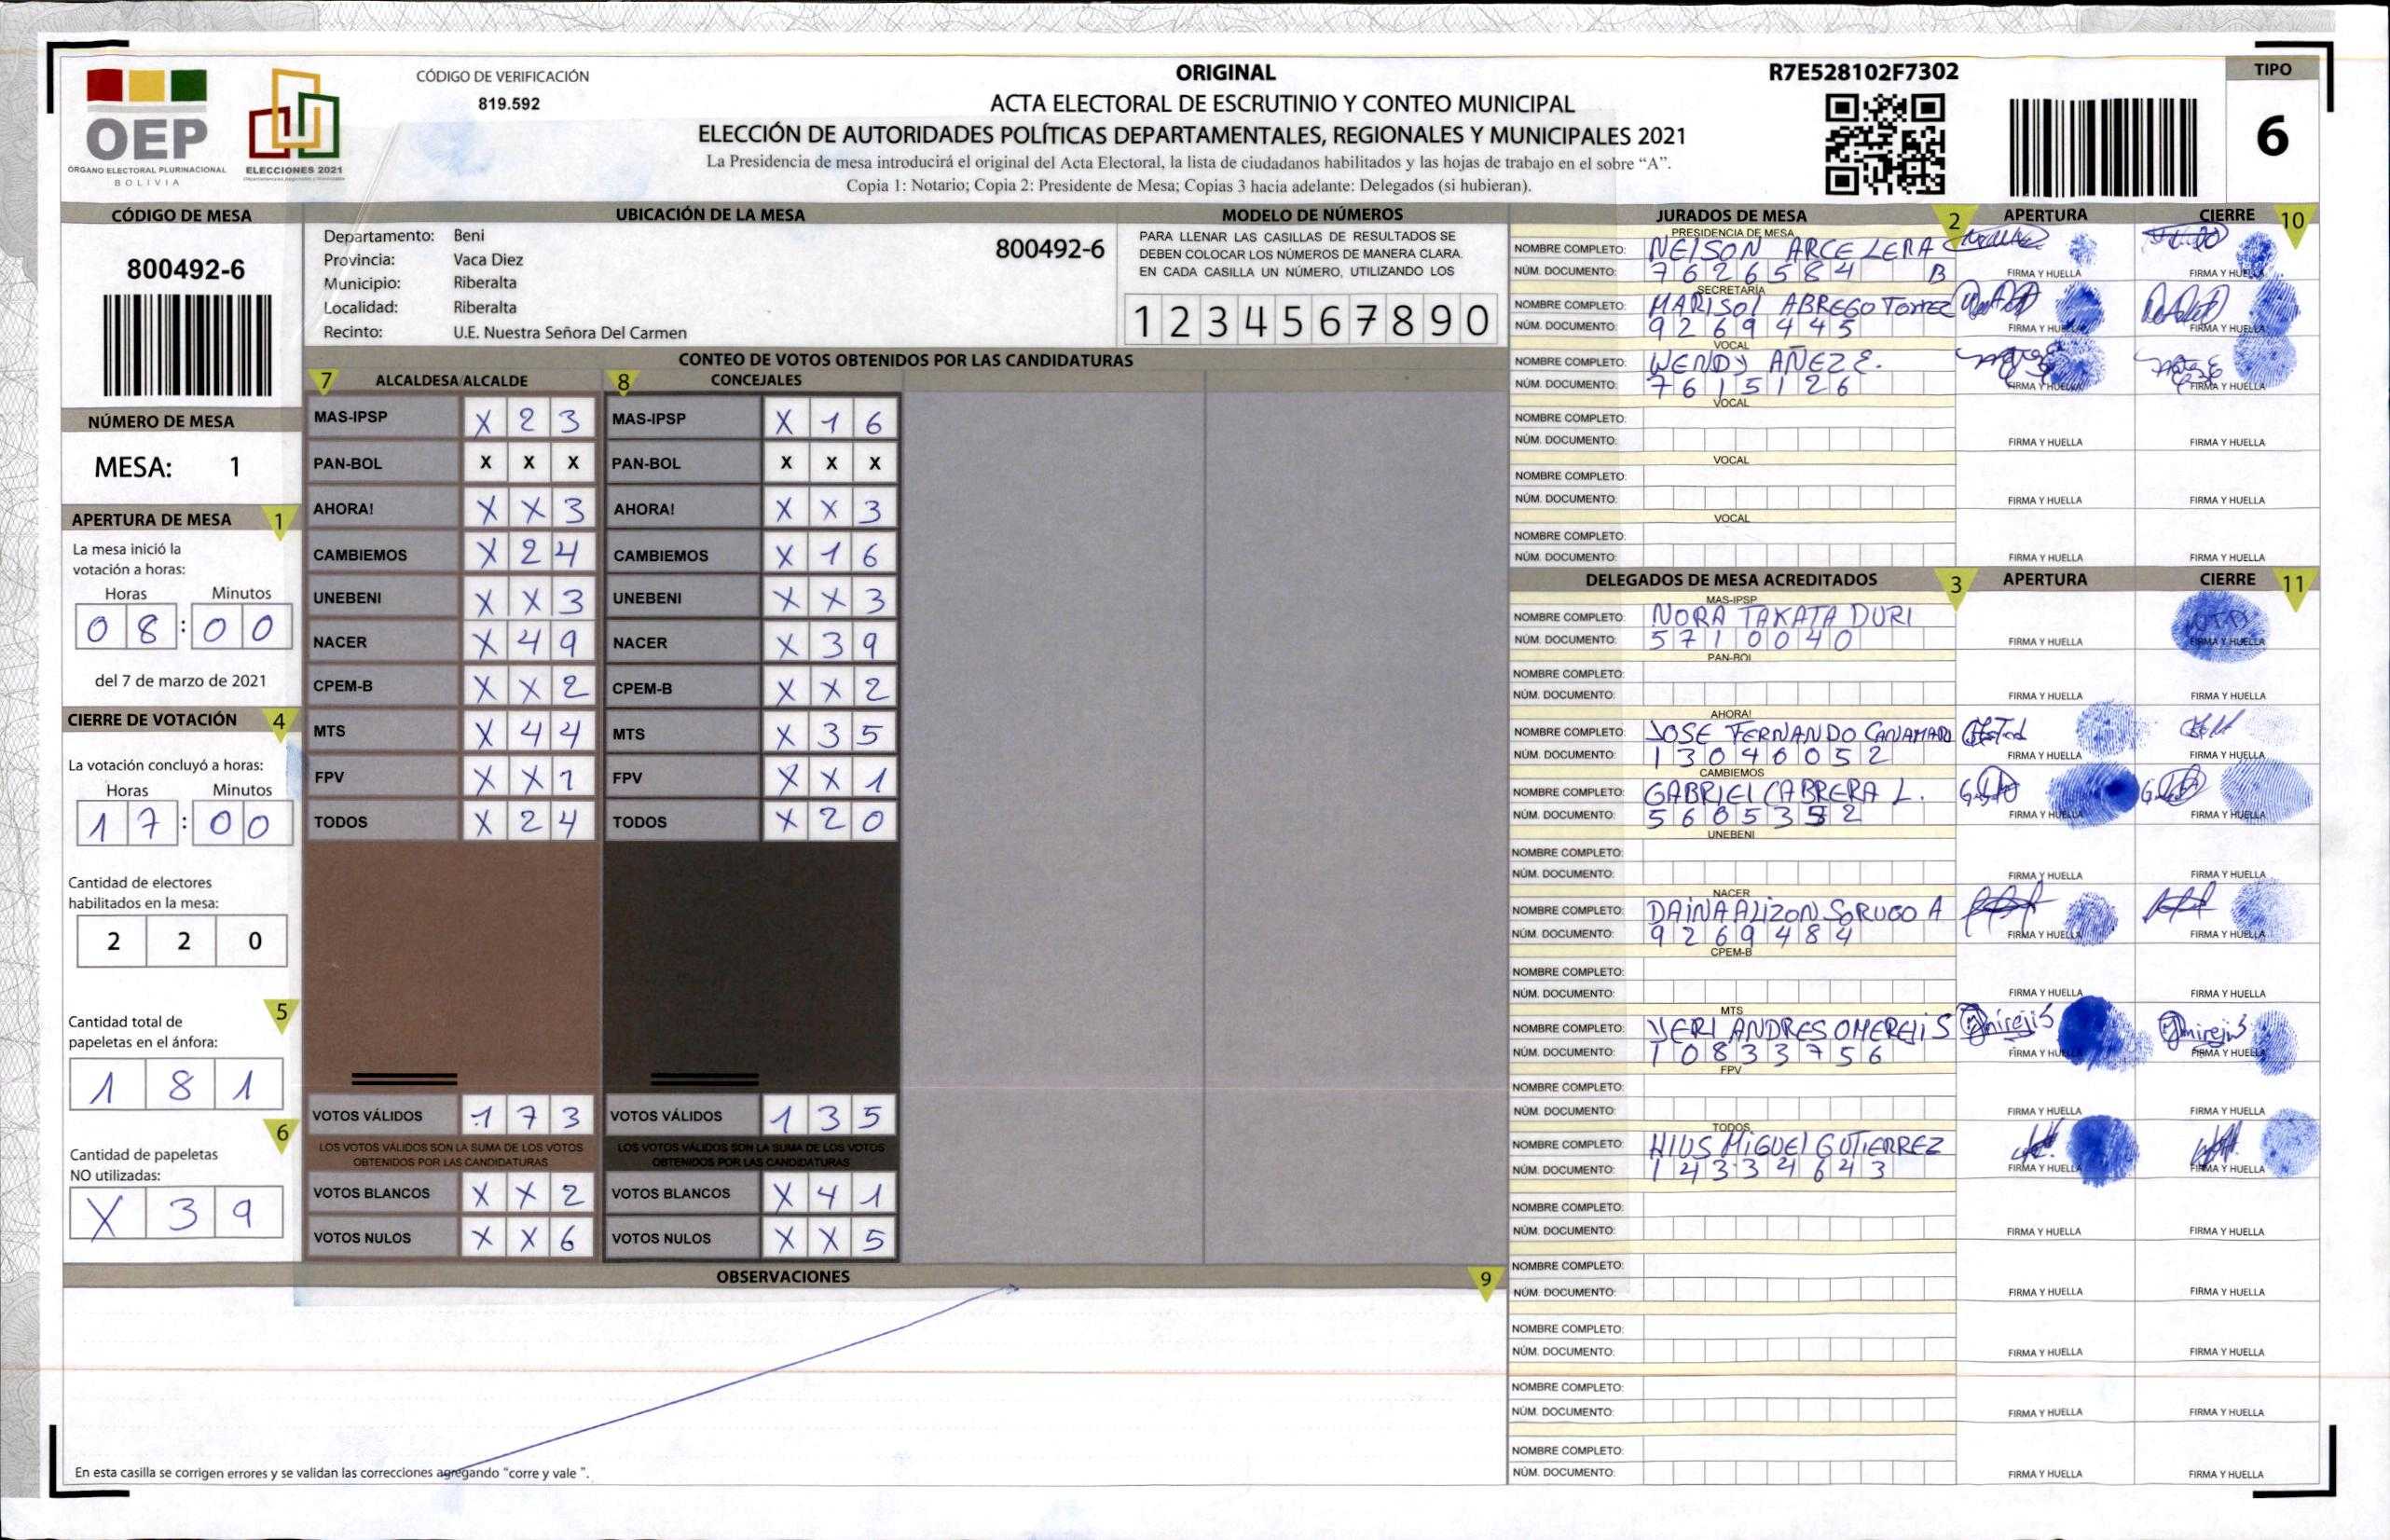 OEP
ÓRGANO ELECTORAL PLURINACIONAL
BOLIVIA
ELECCIONES 2021
CÓDIGO DE VERIFICACIÓN
819.592
ORIGINAL
ACTA ELECTORAL DE ESCRUTINIO Y CONTEO MUNICIPAL
ELECCIÓN DE AUTORIDADES POLÍTICAS DEPARTAMENTALES, REGIONALES Y MUNICIPALES 2021
La Presidencia de mesa introducirá el original del Acta Electoral, la lista de ciudadanos habilitados y las hojas de trabajo en el sobre “A”.
Copia 1: Notario; Copia 2: Presidente de Mesa; Copias 3 hacia adelante: Delegados (si hubieran).
R7E528102F7302
TIPO
6
CÓDIGO DE MESA
800492-6
NÚMERO DE MESA
MESA: 1
APERTURA DE MESA 1
La mesa inició la
votación a horas:
Horas Minutos
0 8 : 0 0
del 7 de marzo de 2021
CIERRE DE VOTACIÓN 4
La votación concluyó a horas:
Horas Minutos
1 7 : 0 0
Cantidad de electores
habilitados en la mesa:
2 2 0
5
Cantidad total de
papeletas en el ánfora:
1 8 1
6
Cantidad de papeletas
NO utilizadas:
X 3 9
UBICACIÓN DE LA MESA
Departamento: Beni
Provincia: Vaca Diez
Municipio: Riberalta
Localidad: Riberalta
Recinto: U.E. Nuestra Señora Del Carmen
800492-6
MODELO DE NÚMEROS
PARA LLENAR LAS CASILLAS DE RESULTADOS SE
DEBEN COLOCAR LOS NÚMEROS DE MANERA CLARA.
EN CADA CASILLA UN NÚMERO, UTILIZANDO LOS
1 2 3 4 5 6 7 8 9 0
CONTEO DE VOTOS OBTENIDOS POR LAS CANDIDATURAS
7 ALCALDESA/ALCALDE 8 CONCEJALES
MAS-IPSP X 2 3 MAS-IPSP X 1 6
PAN-BOL X X X PAN-BOL X X X
AHORA! X X 3 AHORA! X X 3
CAMBIEMOS X 2 4 CAMBIEMOS X 1 6
UNEBENI X X 3 UNEBENI X X 3
NACER X 4 9 NACER X 3 9
CPEM-B X X 2 CPEM-B X X 2
MTS X 4 4 MTS X 3 5
FPV X X 1 FPV X X 1
TODOS X 2 4 TODOS X 2 0
VOTOS VÁLIDOS 1 7 3 VOTOS VÁLIDOS 1 3 5
LOS VOTOS VÁLIDOS SON LA SUMA DE LOS VOTOS LOS VOTOS VÁLIDOS SON LA SUMA DE LOS VOTOS
OBTENIDOS POR LAS CANDIDATURAS OBTENIDOS POR LAS CANDIDATURAS
VOTOS BLANCOS X X 2 VOTOS BLANCOS X 4 1
VOTOS NULOS X X 6 VOTOS NULOS X X 5
OBSERVACIONES 9
En esta casilla se corrigen errores y se validan las correcciones agregando “corre y vale ”.
JURADOS DE MESA 2 APERTURA CIERRE 10
PRESIDENCIA DE MESA
NOMBRE COMPLETO: NELSON ARCE LERA
NÚM. DOCUMENTO: 7626584 B FIRMA Y HUELLA FIRMA Y HUELLA
SECRETARÍA
NOMBRE COMPLETO: MARISOL ABREGO TORREZ
NÚM. DOCUMENTO: 9269445 FIRMA Y HUELLA FIRMA Y HUELLA
VOCAL
NOMBRE COMPLETO: WENDY AÑEZ E.
NÚM. DOCUMENTO: 7615126 FIRMA Y HUELLA FIRMA Y HUELLA
VOCAL
NOMBRE COMPLETO:
NÚM. DOCUMENTO: FIRMA Y HUELLA FIRMA Y HUELLA
VOCAL
NOMBRE COMPLETO:
NÚM. DOCUMENTO: FIRMA Y HUELLA FIRMA Y HUELLA
VOCAL
NOMBRE COMPLETO:
NÚM. DOCUMENTO: FIRMA Y HUELLA FIRMA Y HUELLA
DELEGADOS DE MESA ACREDITADOS 3 APERTURA CIERRE 11
MAS-IPSP
NOMBRE COMPLETO: NORA TAKATA DURI
NÚM. DOCUMENTO: 5710040 FIRMA Y HUELLA FIRMA Y HUELLA
PAN-BOL
NOMBRE COMPLETO:
NÚM. DOCUMENTO: FIRMA Y HUELLA FIRMA Y HUELLA
AHORA!
NOMBRE COMPLETO: JOSE FERNANDO CANAMARI
NÚM. DOCUMENTO: 13040052 FIRMA Y HUELLA FIRMA Y HUELLA
CAMBIEMOS
NOMBRE COMPLETO: GABRIEL CABRERA L.
NÚM. DOCUMENTO: 5605352 FIRMA Y HUELLA FIRMA Y HUELLA
UNEBENI
NOMBRE COMPLETO:
NÚM. DOCUMENTO: FIRMA Y HUELLA FIRMA Y HUELLA
NACER
NOMBRE COMPLETO: DAINA ALIZON SORUCO A
NÚM. DOCUMENTO: 9269484 FIRMA Y HUELLA FIRMA Y HUELLA
CPEM-B
NOMBRE COMPLETO:
NÚM. DOCUMENTO: FIRMA Y HUELLA FIRMA Y HUELLA
MTS
NOMBRE COMPLETO: YERI ANDRES OMEREJI S
NÚM. DOCUMENTO: 10833756 FIRMA Y HUELLA FIRMA Y HUELLA
FPV
NOMBRE COMPLETO:
NÚM. DOCUMENTO: FIRMA Y HUELLA FIRMA Y HUELLA
TODOS
NOMBRE COMPLETO: MIGUEL GUTIERREZ
NÚM. DOCUMENTO: 14334643 FIRMA Y HUELLA FIRMA Y HUELLA
NOMBRE COMPLETO:
NÚM. DOCUMENTO: FIRMA Y HUELLA FIRMA Y HUELLA
NOMBRE COMPLETO:
NÚM. DOCUMENTO: FIRMA Y HUELLA FIRMA Y HUELLA
NOMBRE COMPLETO:
NÚM. DOCUMENTO: FIRMA Y HUELLA FIRMA Y HUELLA
NOMBRE COMPLETO:
NÚM. DOCUMENTO: FIRMA Y HUELLA FIRMA Y HUELLA
NOMBRE COMPLETO:
NÚM. DOCUMENTO: FIRMA Y HUELLA FIRMA Y HUELLA